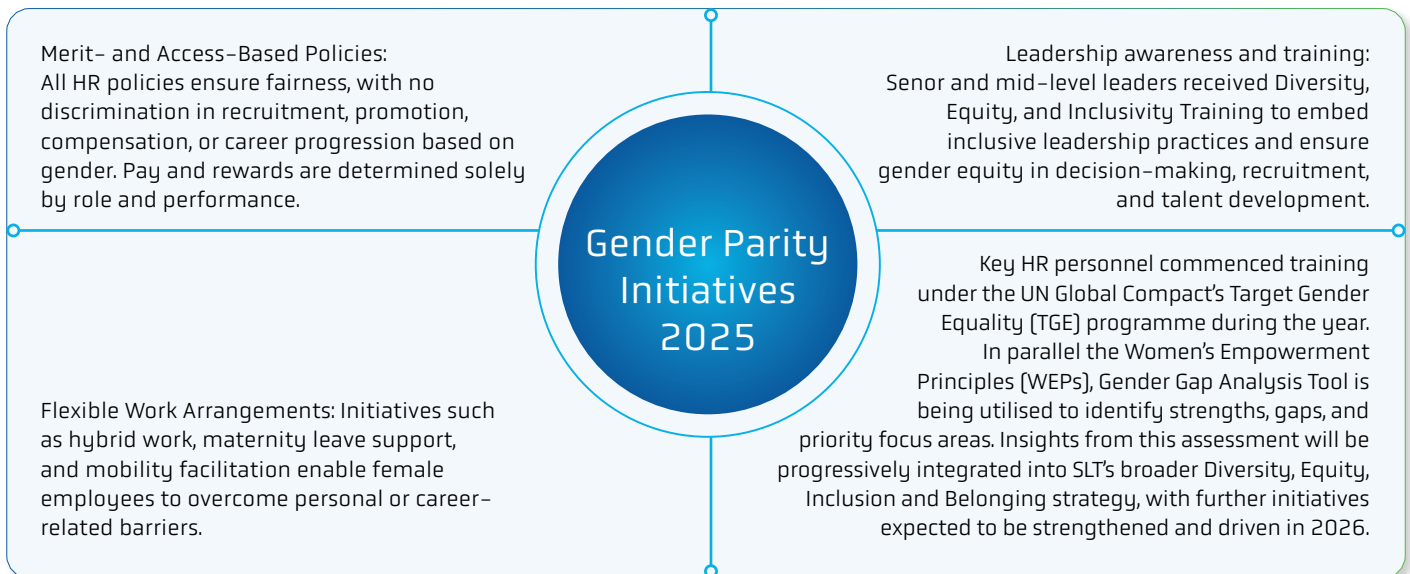 Merit- and Access-Based Policies:
All HR policies ensure fairness, with no
discrimination in recruitment, promotion,
compensation, or career progression based on
gender. Pay and rewards are determined solely
by role and performance.
Leadership awareness and training:
Senor and mid-level leaders received Diversity,
Equity, and Inclusivity Training to embed
inclusive leadership practices and ensure
gender equity in decision-making, recruitment,
and talent development.
Gender Parity
Initiatives
2025
Flexible Work Arrangements: Initiatives such
as hybrid work, maternity leave support,
and mobility facilitation enable female
employees to overcome personal or career-
related barriers.
Key HR personnel commenced training
under the UN Global Compact's Target Gender
Equality (TGE) programme during the year.
In parallel the Women's Empowerment
Principles (WEPs), Gender Gap Analysis Tool is
being utilised to identify strengths, gaps, and
priority focus areas. Insights from this assessment will be
progressively integrated into SLT's broader Diversity, Equity,
Inclusion and Belonging strategy, with further initiatives
expected to be strengthened and driven in 2026.